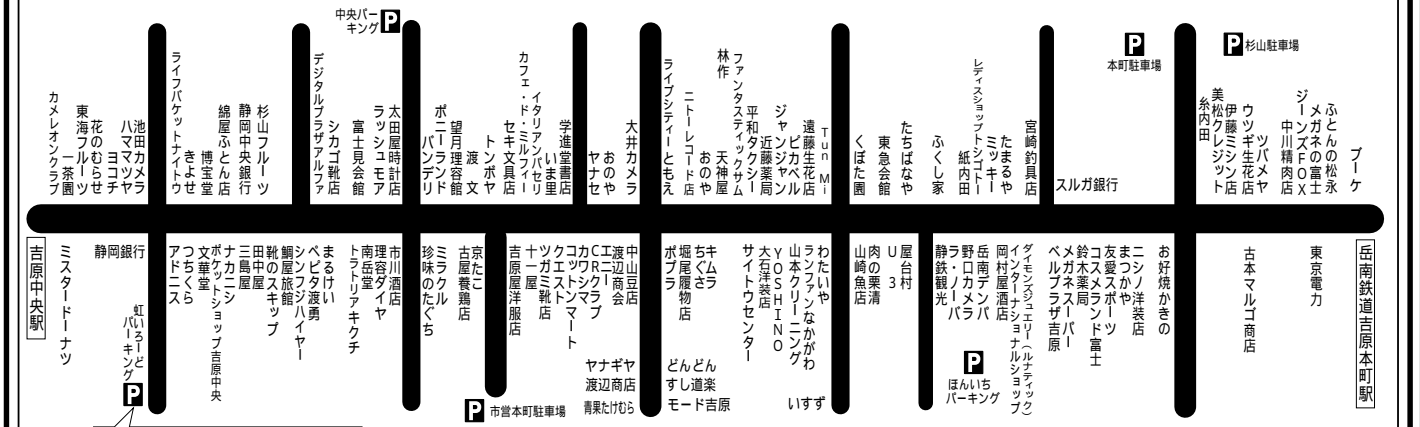 中央パーキング
P
P
本町駐車場
P
杉山駐車場
カメレオンクラブ
一茶園
東海フルーツ
花のむらせ
ヨコチ
ハママツヤ
池田カメラ
ライフバケットナイトウ
きよせ
博宝堂
綿屋ふとん店
静岡中央銀行
杉山フルーツ
デジタルプラザアルファ
シカゴ靴店
富士見会館
ラッシュモア
太田屋時計店
バンデリ
ポニーランド
望月理容館
渡文
トンボヤ
セキ文具店
カフェ・ド・ミルフィー
イタリアンバセリ
いま里
学進堂書店
ヤナセ
おのや
大井カメラ
ライブシティーともえ
ニトーレコード店
おのや
林作
天神屋
ファンタスティックサム
平和タクシー
近藤薬局
ジャンジャン
ピカベル
遠藤生花店
Tun Mi
くぼた園
東急会館
たちばなや
ふくし家
紙内田
レディスショップトシゴトー
ミッキー
たまるや
宮崎釣具店
スルガ銀行
糸内田
美松クレジット
伊藤ミシン店
ウツギ生花店
ツバメヤ
中川精肉店
ジーンズFOX
メガネの富士
ふとんの松永
ブーケ
吉原中央駅
ミスタードーナツ
静岡銀行
虹いろーど
パーキング
P
アドニス
つちくら
文華堂
ポケットショップ吉原中央
ナカニシ
三島屋
田中屋
靴のスキップ
鯛屋旅館
シンフジハイヤー
ベビタ渡勇
まるけい
トラトリアキクチ
南岳堂
理容ダイヤ
市川酒店
珍味のたぐち
ミラクル
古屋養鶏店
京たこ
P
市営本町駐車場
吉原屋洋服店
十一屋
ツガミ靴店
クエスト
コットンマート
カワシマ
CRクラブ
エニー
渡辺商会
中山豆店
ヤナギヤ
渡辺商店
青果たけむら
ポプラ
堀尾履物店
ちぐさ
キムラ
どんどん
すし道楽
モード吉原
サイトウセンター
大石洋装店
YOSHINO
山本クリーニング
ランファンなかがわ
わたいや
いすず
山崎魚店
肉の栗清
U3
屋台村
静鉄観光
ラ・ノーバ
野口カメラ
岳南デンパ
岡村屋酒店
インターナショナルショップ
ダイモンズジュエリー(ルナティック)
P
ほんいち
パーキング
ベルプラザ吉原
メガネスーパー
鈴木薬局
コスメランド富士
友愛スポーツ
まつかや
ニシノ洋装店
お好焼かきの
古本マルゴ商店
東京電力
岳南鉄道吉原本町駅